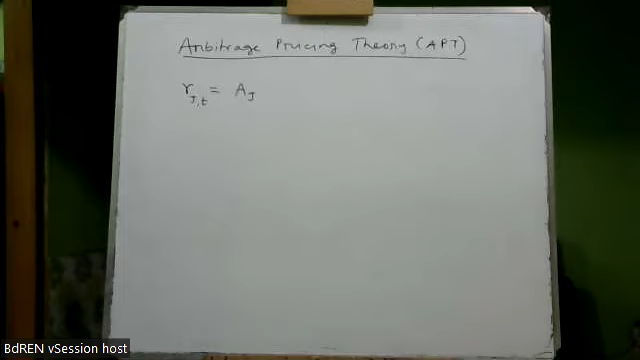 Arbitrage Pricing Theory (APT)
r_{J,t} = A_J
BdREN vSession host